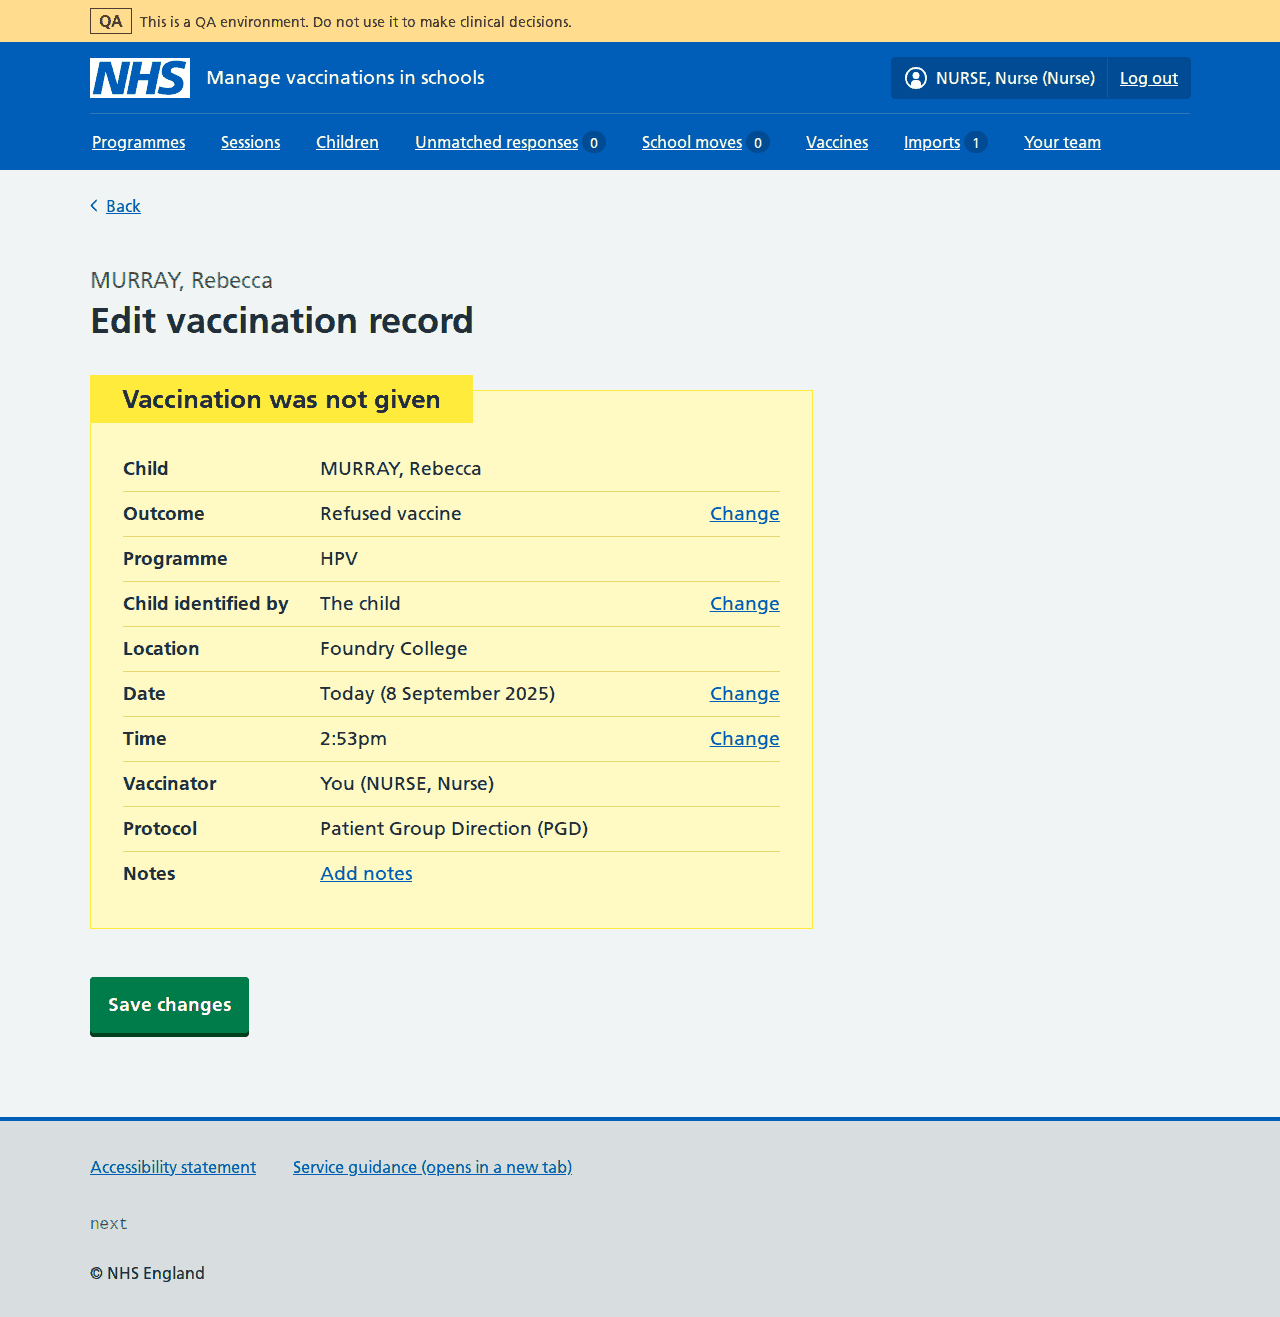 QA This is a QA environment. Do not use it to make clinical decisions.
NHS Manage vaccinations in schools NURSE, Nurse (Nurse) Log out
Programmes Sessions Children Unmatched responses 0 School moves 0 Vaccines Imports 1 Your team
Back
MURRAY, Rebecca
Edit vaccination record
Vaccination was not given
Child MURRAY, Rebecca
Outcome Refused vaccine Change
Programme HPV
Child identified by The child Change
Location Foundry College
Date Today (8 September 2025) Change
Time 2:53pm Change
Vaccinator You (NURSE, Nurse)
Protocol Patient Group Direction (PGD)
Notes Add notes
Save changes
Accessibility statement Service guidance (opens in a new tab)
next
© NHS England